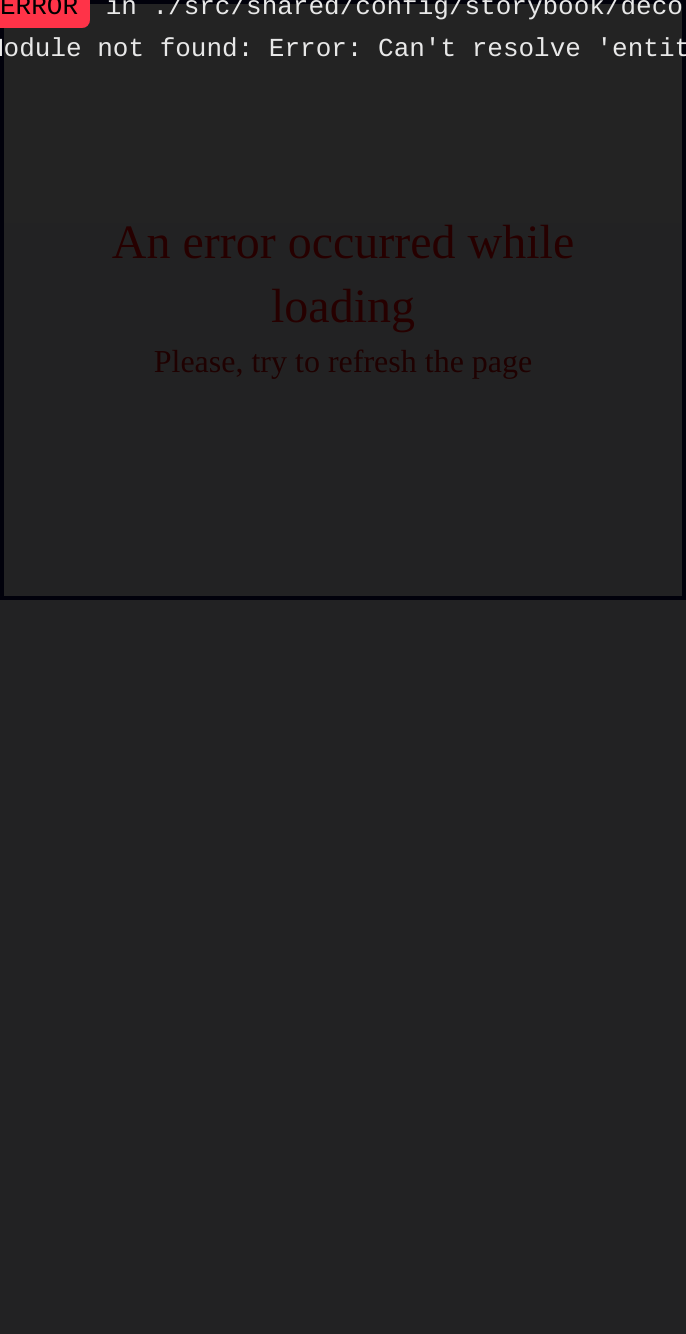 ERROR in ./src/shared/config/storybook/deco
Module not found: Error: Can't resolve 'entit
An error occurred while
loading
Please, try to refresh the page